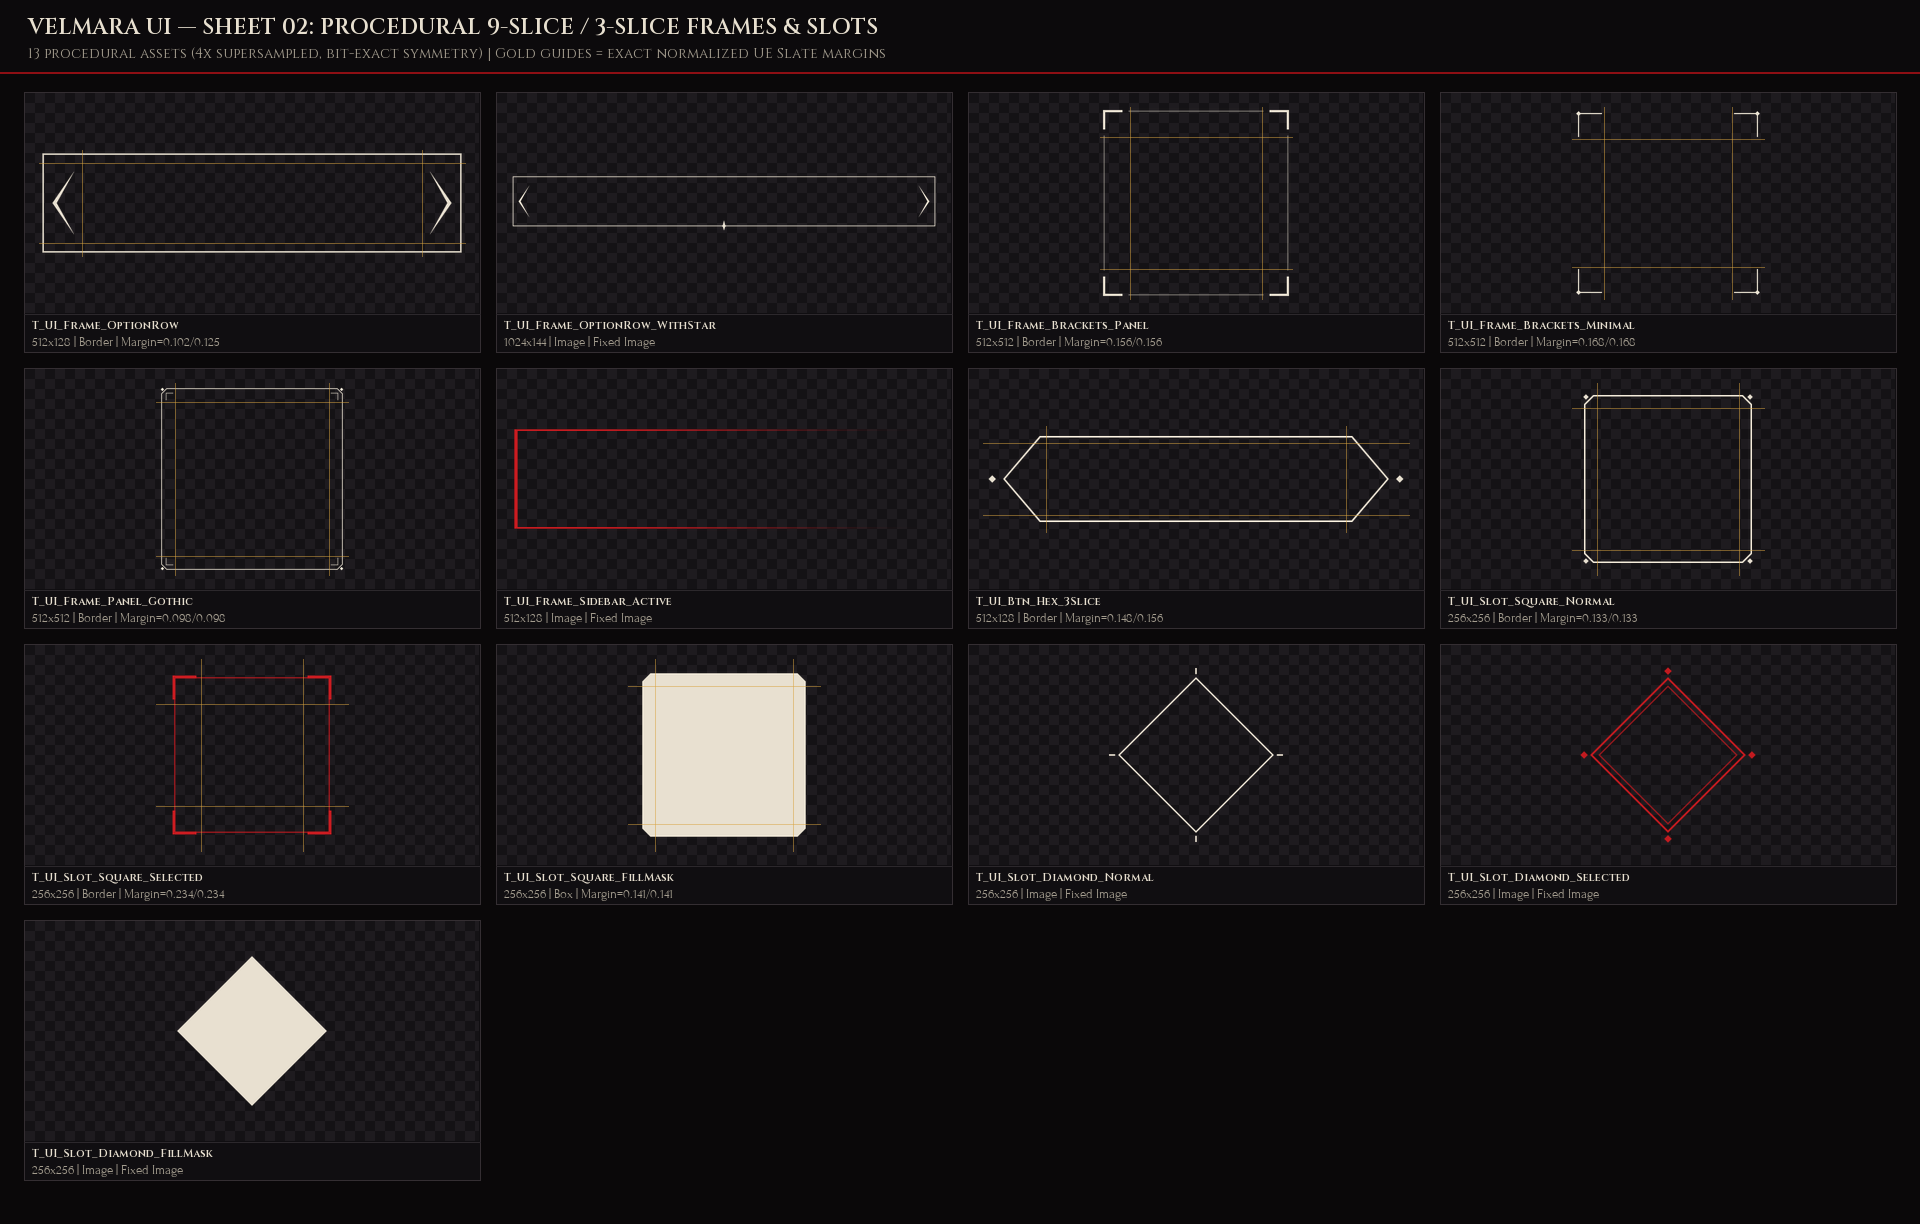 VELMARA UI — SHEET 02: PROCEDURAL 9-SLICE / 3-SLICE FRAMES & SLOTS
13 PROCEDURAL ASSETS (4X SUPERSAMPLED, BIT-EXACT SYMMETRY) | GOLD GUIDES = EXACT NORMALIZED UE SLATE MARGINS
T_UI_Frame_OptionRow
512x128 | Border | Margin=0.102/0.125
T_UI_Frame_OptionRow_WithStar
1024x144 | Image | Fixed Image
T_UI_Frame_Brackets_Panel
512x512 | Border | Margin=0.156/0.156
T_UI_Frame_Brackets_Minimal
512x512 | Border | Margin=0.168/0.168
T_UI_Frame_Panel_Gothic
512x512 | Border | Margin=0.098/0.098
T_UI_Frame_Sidebar_Active
512x128 | Image | Fixed Image
T_UI_Btn_Hex_3Slice
512x128 | Border | Margin=0.148/0.156
T_UI_Slot_Square_Normal
256x256 | Border | Margin=0.133/0.133
T_UI_Slot_Square_Selected
256x256 | Border | Margin=0.234/0.234
T_UI_Slot_Square_FillMask
256x256 | Box | Margin=0.141/0.141
T_UI_Slot_Diamond_Normal
256x256 | Image | Fixed Image
T_UI_Slot_Diamond_Selected
256x256 | Image | Fixed Image
T_UI_Slot_Diamond_FillMask
256x256 | Image | Fixed Image